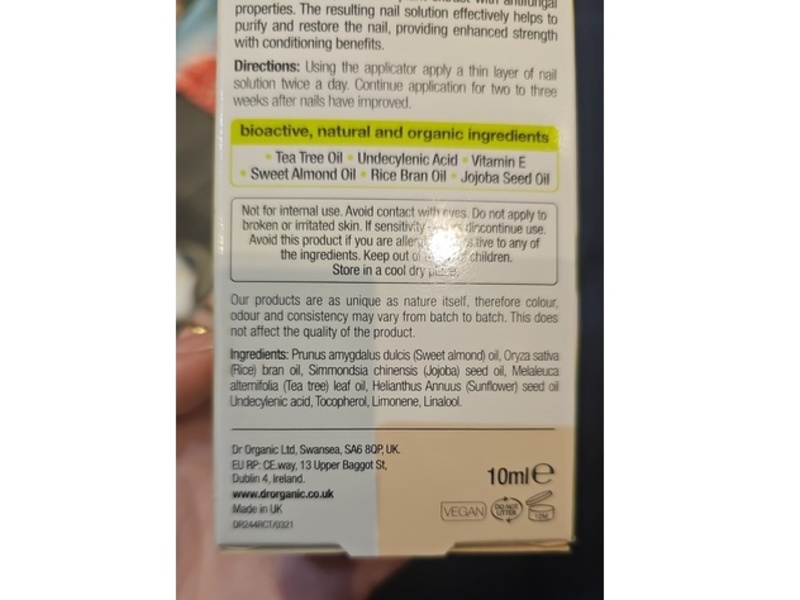 with antifungal
properties. The resulting nail solution effectively helps to
purify and restore the nail, providing enhanced strength
with conditioning benefits.
Directions: Using the applicator apply a thin layer of nail
solution twice a day. Continue application for two to three
weeks after nails have improved.
bioactive, natural and organic ingredients
• Tea Tree Oil • Undecylenic Acid • Vitamin E
• Sweet Almond Oil • Rice Bran Oil • Jojoba Seed Oil
Not for internal use. Avoid contact with eyes. Do not apply to
broken or irritated skin. If sensitivity discontinue use.
Avoid this product if you are to any of
the ingredients. Keep out of children.
Store in a cool dry place.
Our products are as unique as nature itself, therefore colour,
odour and consistency may vary from batch to batch. This does
not affect the quality of the product.
Ingredients: Prunus amygdalus dulcis (Sweet almond) oil, Oryza sativa
(Rice) bran oil, Simmondsia chinensis (Jojoba) seed oil, Melaleuca
alternifolia (Tea tree) leaf oil, Helianthus Annuus (Sunflower) seed oil
Undecylenic acid, Tocopherol, Limonene, Linalool.
Dr Organic Ltd, Swansea, SA6 8QP, UK.
EU RP: CE.way, 13 Upper Baggot St,
Dublin 4, Ireland.
www.drorganic.co.uk
Made in UK
DR244RCT/0321
10ml e
VEGAN
DO NOT
LITTER
12M